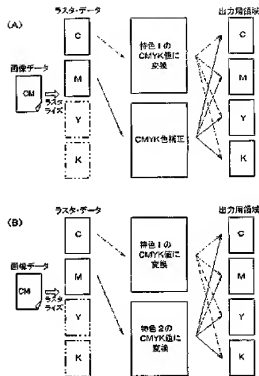 (A)
ラスタ・データ
出力用領域
C
M
Y
K
画像データ
CM
ラスタ
ライズ
特色1の
CMYK値に
変換
CMYK色補正
C
M
Y
K
(B)
ラスタ・データ
出力用領域
C
M
Y
K
画像データ
CM
ラスタ
ライズ
特色1の
CMYK値に
変換
特色2の
CMYK値に
変換
C
M
Y
K